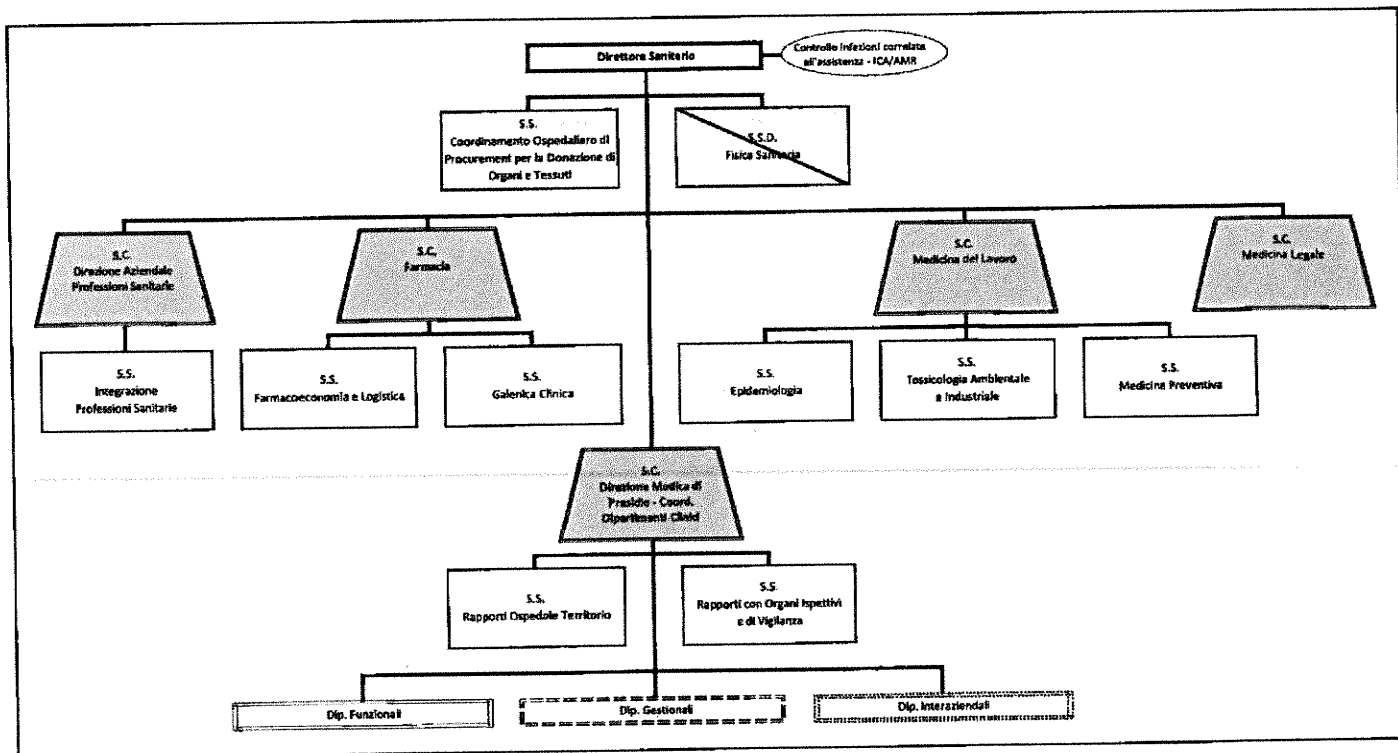 Direttore Sanitario
Controllo infezioni correlate
all'assistenza - ICA/AMR
S.S.
Coordinamento Ospedaliero di
Procurement per la Donazione di
Organi e Tessuti
S.S.D.
Fisica Sanitaria
S.C.
Direzione Aziendale
Professioni Sanitarie
S.C.
Farmacia
S.C.
Medicina del Lavoro
S.C.
Medicina Legale
S.S.
Integrazione
Professioni Sanitarie
S.S.
Farmacoeconomia e Logistica
S.S.
Galenica Clinica
S.S.
Epidemiologia
S.S.
Tossicologia Ambientale
e Industriale
S.S.
Medicina Preventiva
S.C.
Direzione Medica di
Presidio - Coord.
Dipartimenti Clinici
S.S.
Rapporti Ospedale Territorio
S.S.
Rapporti con Organi Ispettivi
e di Vigilanza
Dip. Funzionali
Dip. Gestionali
Dip. Interaziendali